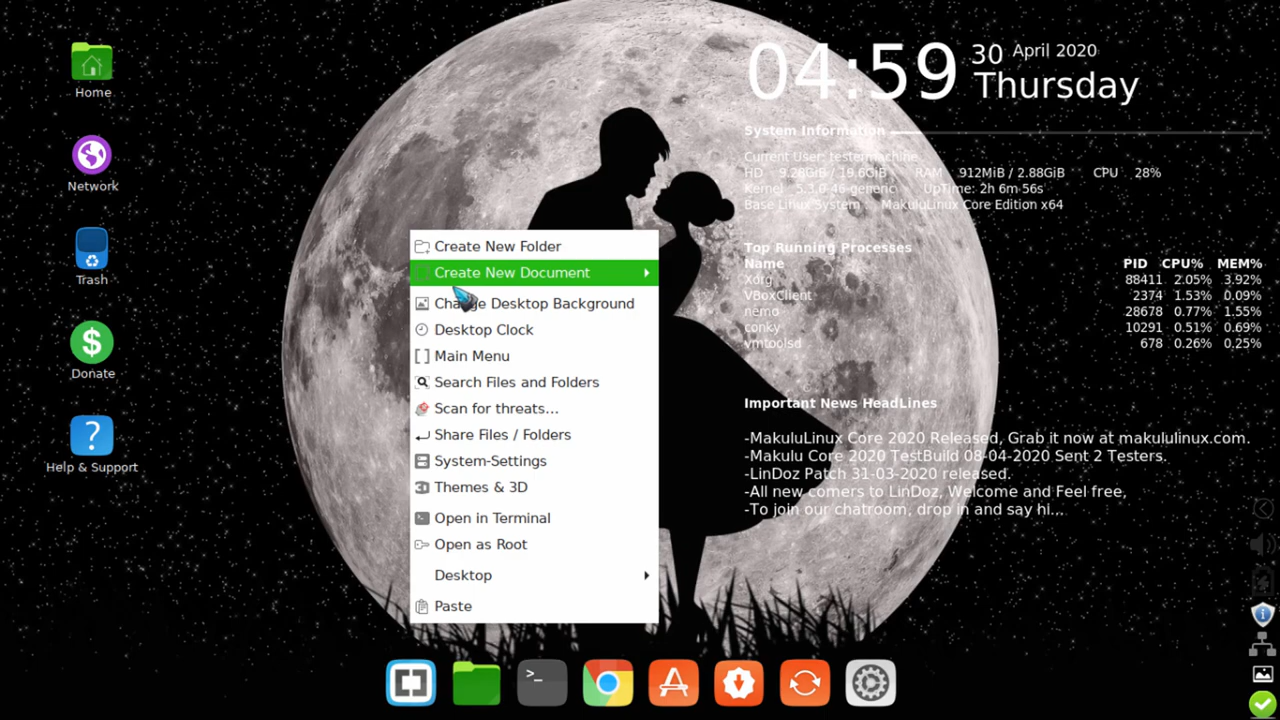 Home
Network
Trash
Donate
Help & Support
Create New Folder
Create New Document
Change Desktop Background
Desktop Clock
Main Menu
Search Files and Folders
Scan for threats...
Share Files / Folders
System-Settings
Themes & 3D
Open in Terminal
Open as Root
Desktop
Paste
04:59 30 April 2020
Thursday
System Information
Current User: testermachine
HD 9.28GiB / 19.6GiB RAM 912MiB / 2.88GiB CPU 28%
Kernel 5.3.0-46-generic UpTime: 2h 6m 56s
Base Linux System : MakuluLinux Core Edition x64
Top Running Processes
Name PID CPU% MEM%
Xorg 88411 2.05% 3.92%
VBoxClient 2374 1.53% 0.09%
nemo 28678 0.77% 1.55%
conky 10291 0.51% 0.69%
vmtoolsd 678 0.26% 0.25%
Important News HeadLines
-MakuluLinux Core 2020 Released, Grab it now at makululinux.com.
-Makulu Core 2020 TestBuild 08-04-2020 Sent 2 Testers.
-LinDoz Patch 31-03-2020 released.
-All new comers to LinDoz, Welcome and Feel free,
-To join our chatroom, drop in and say hi...